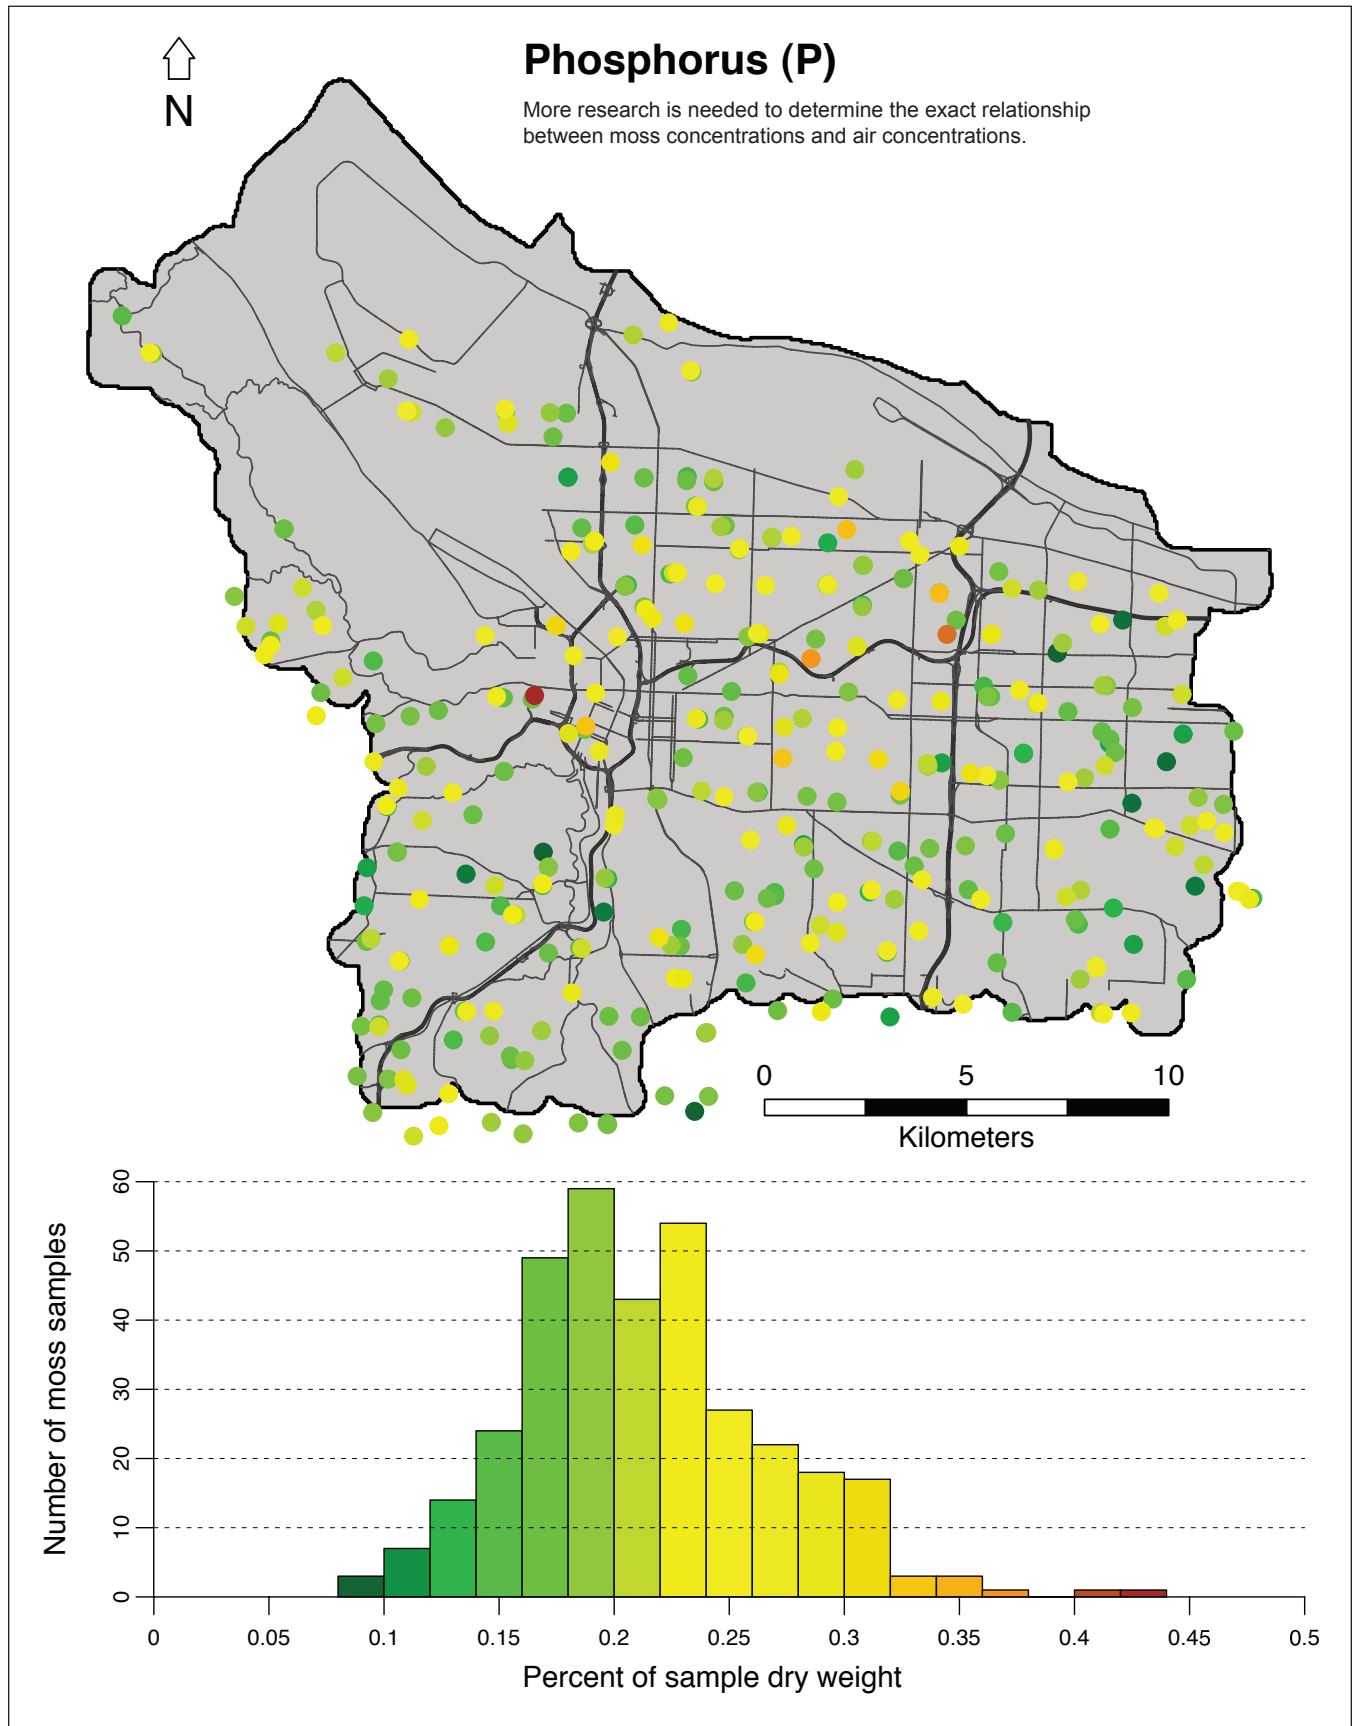 Phosphorus (P)
N
More research is needed to determine the exact relationship
between moss concentrations and air concentrations.
0 5 10
Kilometers
Number of moss samples
60
50
40
30
20
10
0
0 0.05 0.1 0.15 0.2 0.25 0.3 0.35 0.4 0.45 0.5
Percent of sample dry weight